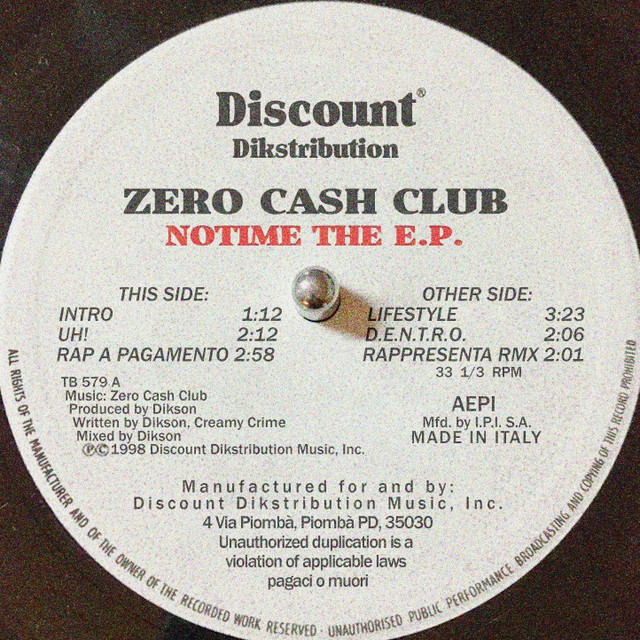 Discount®
Dikstribution
ZERO CASH CLUB
NOTIME THE E.P.
THIS SIDE:
INTRO 1:12
UH! 2:12
RAP A PAGAMENTO 2:58
OTHER SIDE:
LIFESTYLE 3:23
D.E.N.T.R.O. 2:06
RAPPRESENTA RMX 2:01
33 1/3 RPM
TB 579 A
Music: Zero Cash Club
Produced by Dikson
Written by Dikson, Creamy Crime
Mixed by Dikson
℗©1998 Discount Dikstribution Music, Inc.
AEPI
Mfd. by I.P.I. S.A.
MADE IN ITALY
Manufactured for and by:
Discount Dikstribution Music, Inc.
4 Via Piombà, Piombà PD, 35030
Unauthorized duplication is a
violation of applicable laws
pagaci o muori
ALL RIGHTS OF THE MANUFACTURER AND OF THE OWNER OF THE RECORDED WORK RESERVED · UNAUTHORISED PUBLIC PERFORMANCE BROADCASTING AND COPYING OF THIS RECORD PROHIBITED